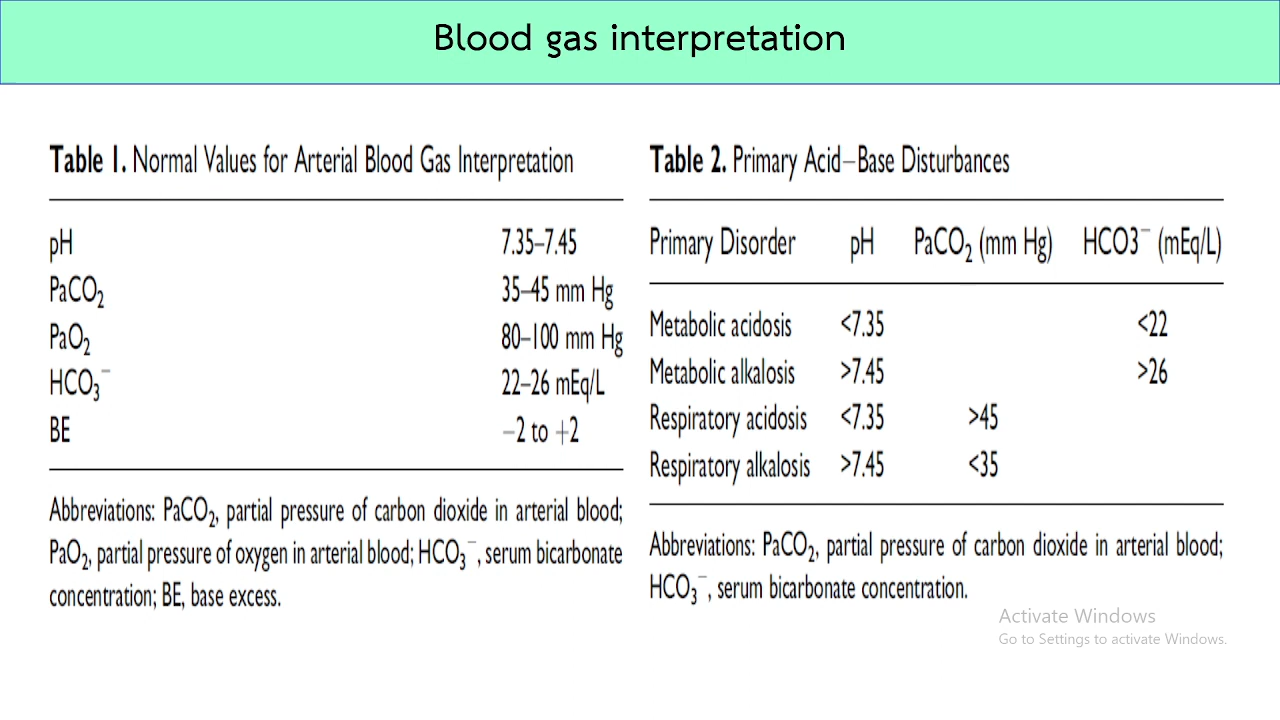 Blood gas interpretation
Table 1. Normal Values for Arterial Blood Gas Interpretation
pH 7.35–7.45
PaCO₂ 35–45 mm Hg
PaO₂ 80–100 mm Hg
HCO₃⁻ 22–26 mEq/L
BE −2 to +2
Abbreviations: PaCO₂, partial pressure of carbon dioxide in arterial blood;
PaO₂, partial pressure of oxygen in arterial blood; HCO₃⁻, serum bicarbonate
concentration; BE, base excess.
Table 2. Primary Acid–Base Disturbances
Primary Disorder pH PaCO₂ (mm Hg) HCO3⁻ (mEq/L)
Metabolic acidosis <7.35 <22
Metabolic alkalosis >7.45 >26
Respiratory acidosis <7.35 >45
Respiratory alkalosis >7.45 <35
Abbreviations: PaCO₂, partial pressure of carbon dioxide in arterial blood;
HCO₃⁻, serum bicarbonate concentration.
Activate Windows
Go to Settings to activate Windows.